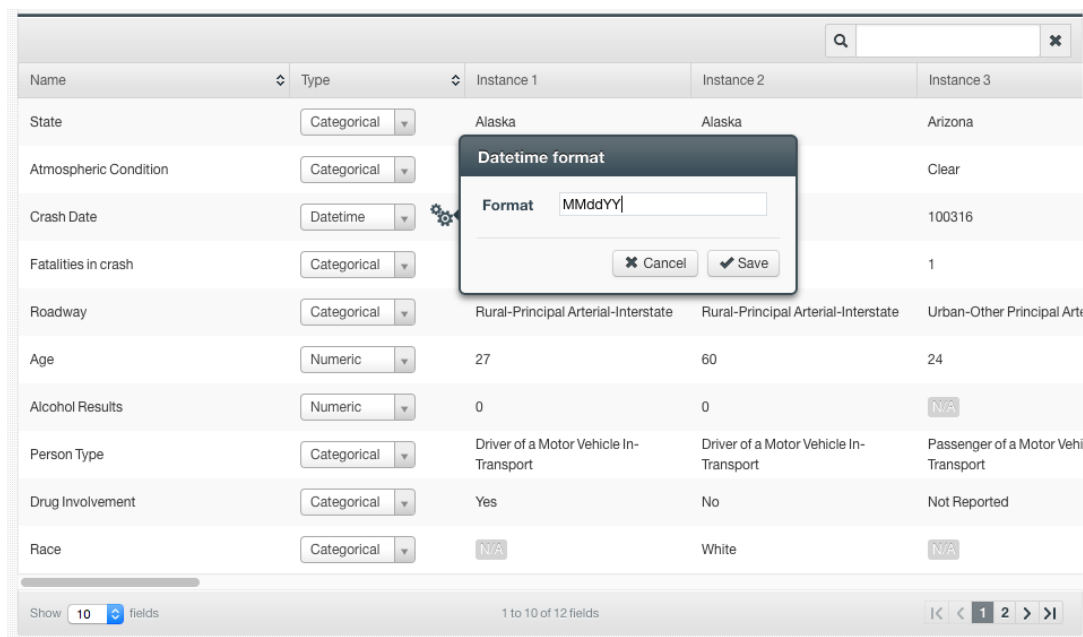 Name Type Instance 1 Instance 2 Instance 3
State Categorical Alaska Alaska Arizona
Datetime format
Atmospheric Condition Categorical Clear
Format MMddYY
Crash Date Datetime 100316
Cancel Save
Fatalities in crash Categorical 1
Roadway Categorical Rural-Principal Arterial-Interstate Rural-Principal Arterial-Interstate Urban-Other Principal Arte
Age Numeric 27 60 24
Alcohol Results Numeric 0 0 N/A
Person Type Categorical Driver of a Motor Vehicle In-Transport Driver of a Motor Vehicle In-Transport Passenger of a Motor Vehi Transport
Drug Involvement Categorical Yes No Not Reported
Race Categorical N/A White N/A
Show 10 fields 1 to 10 of 12 fields 1 2